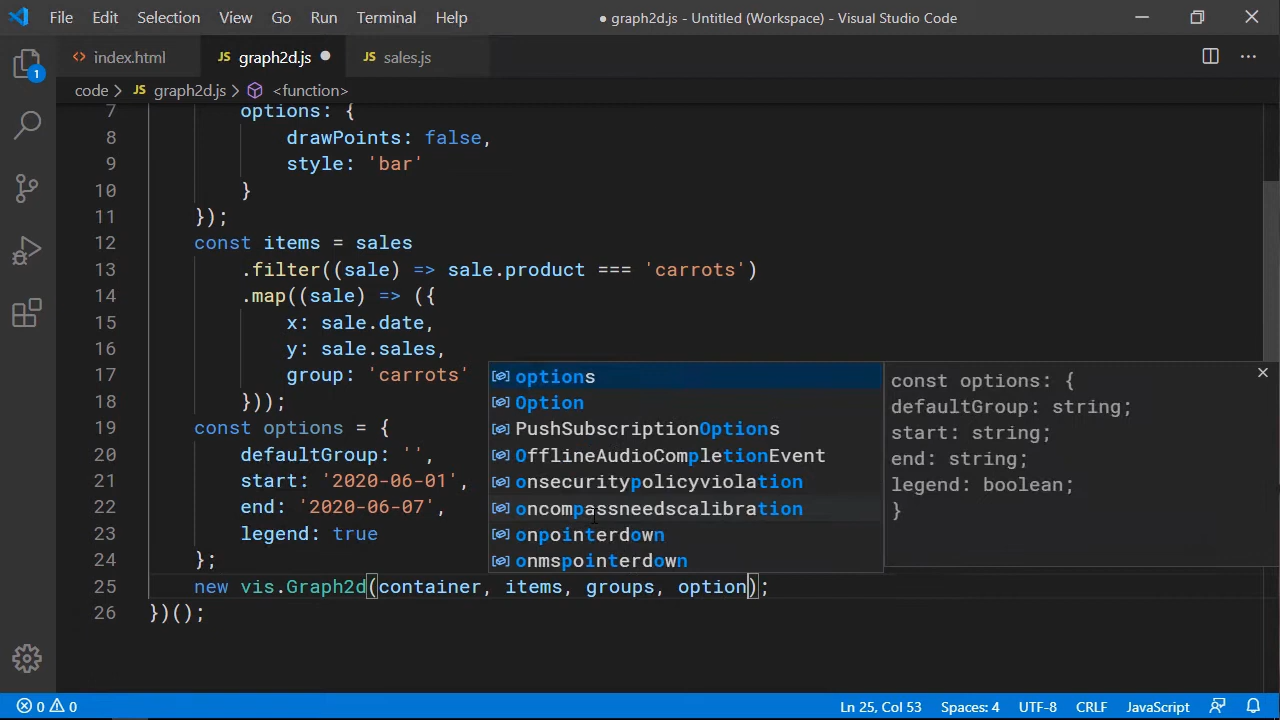 File Edit Selection View Go Run Terminal Help ● graph2d.js - Untitled (Workspace) - Visual Studio Code
index.html JS graph2d.js ● JS sales.js
code > JS graph2d.js > <function>
1
7 options: {
8 drawPoints: false,
9 style: 'bar'
10 }
11 });
12 const items = sales
13 .filter((sale) => sale.product === 'carrots')
14 .map((sale) => ({
15 x: sale.date,
16 y: sale.sales,
17 group: 'carrots'
18 }));
19 const options = {
20 defaultGroup: '',
21 start: '2020-06-01',
22 end: '2020-06-07',
23 legend: true
24 };
25 new vis.Graph2d(container, items, groups, option);
26 })();
options
Option
PushSubscriptionOptions
OfflineAudioCompletionEvent
onsecuritypolicyviolation
oncompassneedscalibration
onpointerdown
onmspointerdown
const options: {
defaultGroup: string;
start: string;
end: string;
legend: boolean;
}
0 0 Ln 25, Col 53 Spaces: 4 UTF-8 CRLF JavaScript